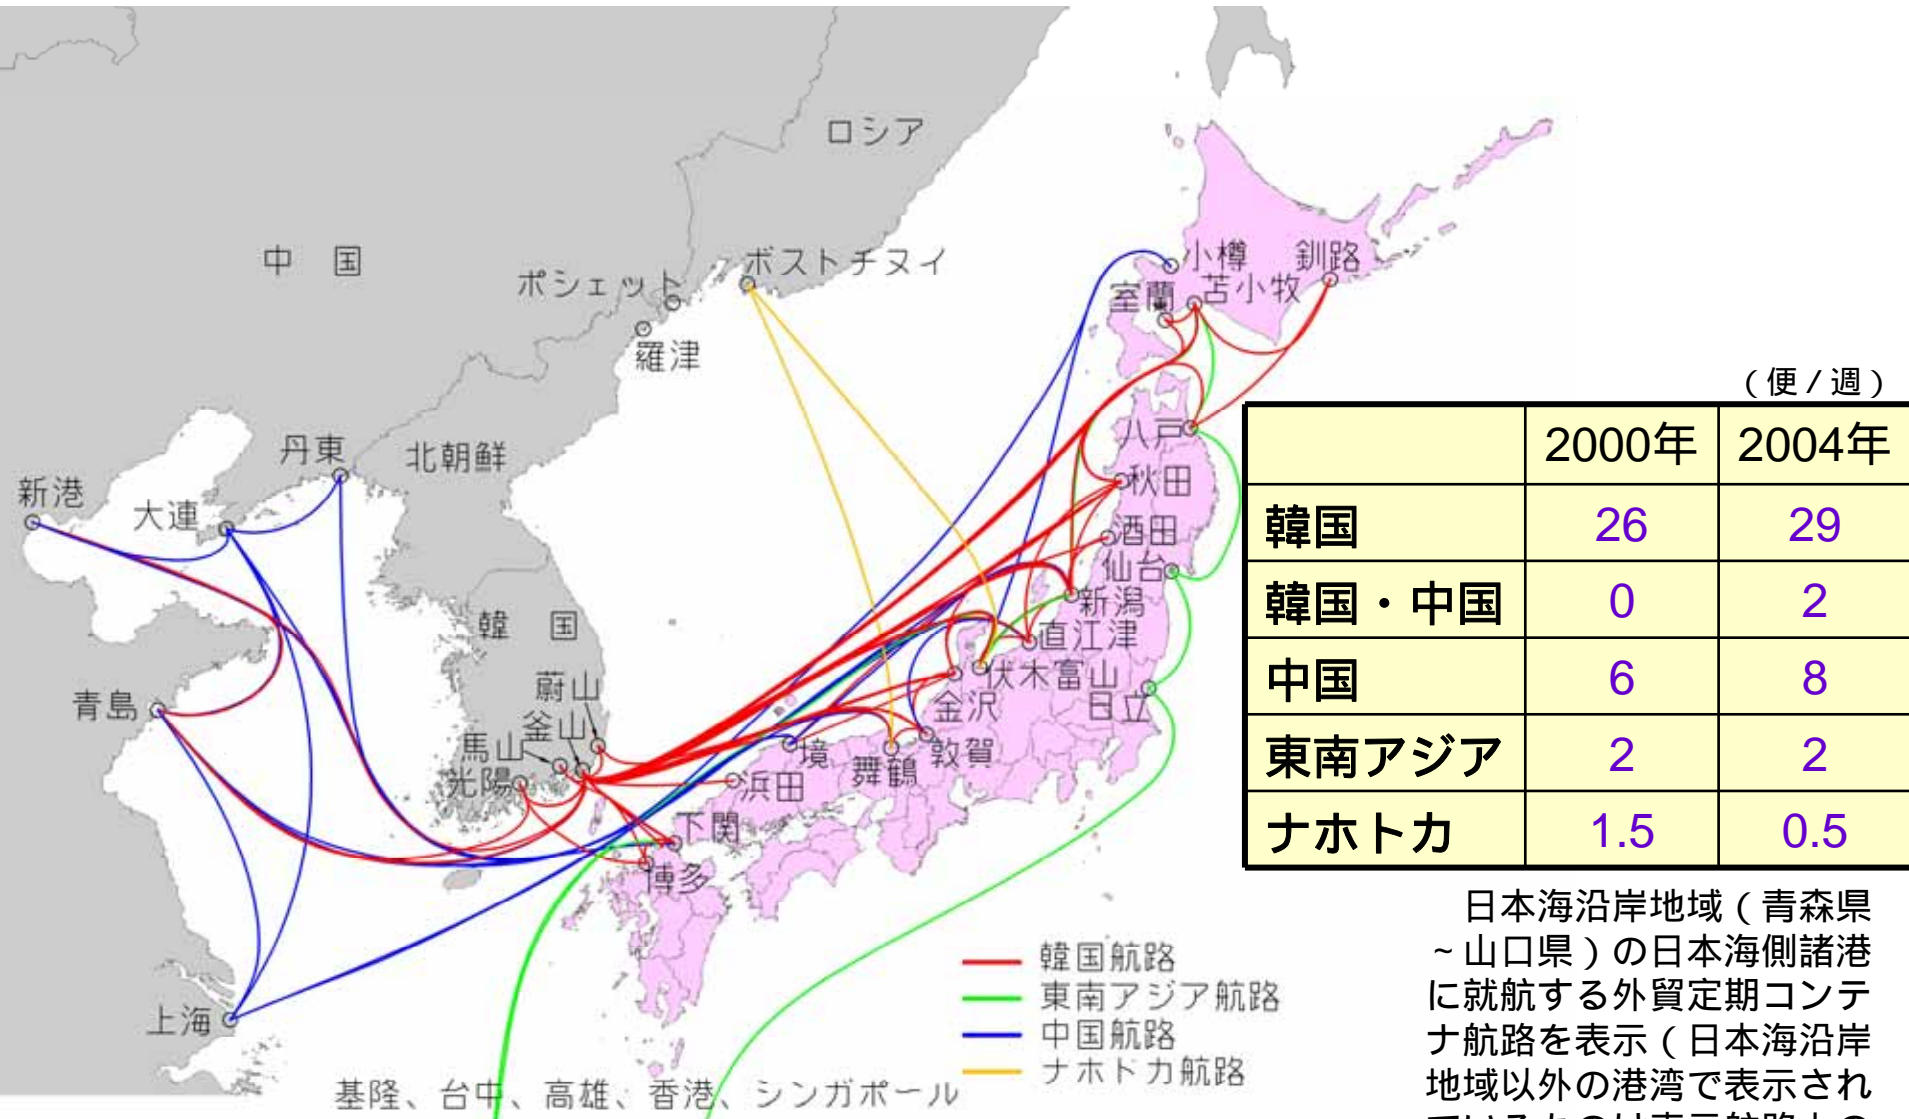 ロシア
中 国
ポシェット
ボストチヌイ
羅津
小樽
釧路
室蘭
苫小牧
丹東
北朝鮮
新港
大連
八戸
秋田
酒田
仙台
新潟
直江津
韓 国
伏木富山
蔚山
青島
金沢
日立
釜山
馬山
光陽
境
舞鶴
敦賀
浜田
下関
博多
上海
基隆、台中、高雄、香港、シンガポール
韓国航路
東南アジア航路
中国航路
ナホトカ航路
(便/週)
2000年 2004年
韓国 26 29
韓国・中国 0 2
中国 6 8
東南アジア 2 2
ナホトカ 1.5 0.5
日本海沿岸地域(青森県
~山口県)の日本海側諸港
に就航する外貿定期コンテ
ナ航路を表示(日本海沿岸
地域以外の港湾で表示され